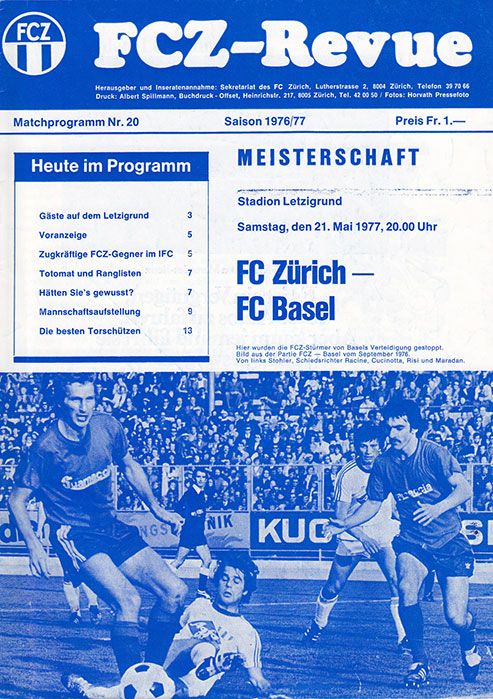 FCZ
FCZ-Revue
Herausgeber und Inseratenannahme: Sekretariat des FC Zürich, Lutherstrasse 2, 8004 Zürich, Telefon 39 70 66
Druck: Albert Spillmann, Buchdruck - Offset, Heinrichstr. 217, 8005 Zürich, Tel. 42 00 50 / Fotos: Horvath Pressefoto
Matchprogramm Nr. 20 Saison 1976/77 Preis Fr. 1.—
Heute im Programm
Gäste auf dem Letzigrund 3
Voranzeige 5
Zugkräftige FCZ-Gegner im IFC 5
Totomat und Ranglisten 7
Hätten Sie's gewusst? 7
Mannschaftsaufstellung 9
Die besten Torschützen 13
MEISTERSCHAFT
Stadion Letzigrund
Samstag, den 21. Mai 1977, 20.00 Uhr
FC Zürich —
FC Basel
Hier wurden die FCZ-Stürmer von Basels Verteidigung gestoppt.
Bild aus der Partie FCZ — Basel vom September 1976.
Von links Stohler, Schiedsrichter Racine, Cucinotta, Risi und Maradan.
NIK
KUO